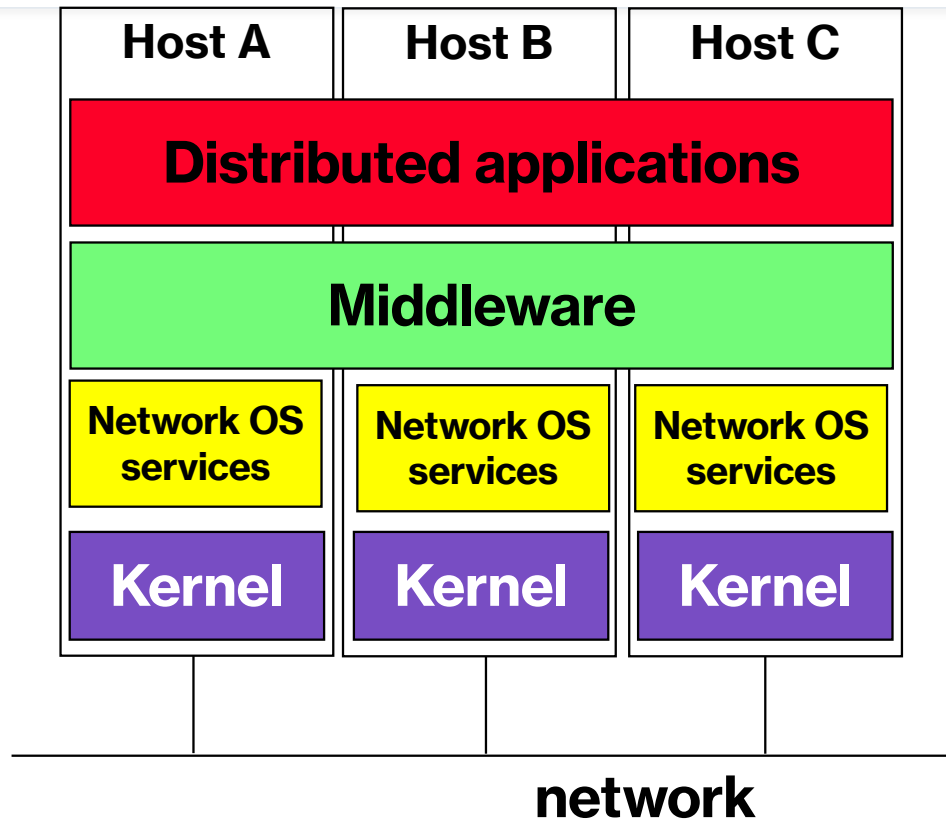 Host A
Host B
Host C
Distributed applications
Middleware
Network OS
services
Network OS
services
Network OS
services
Kernel
Kernel
Kernel
network